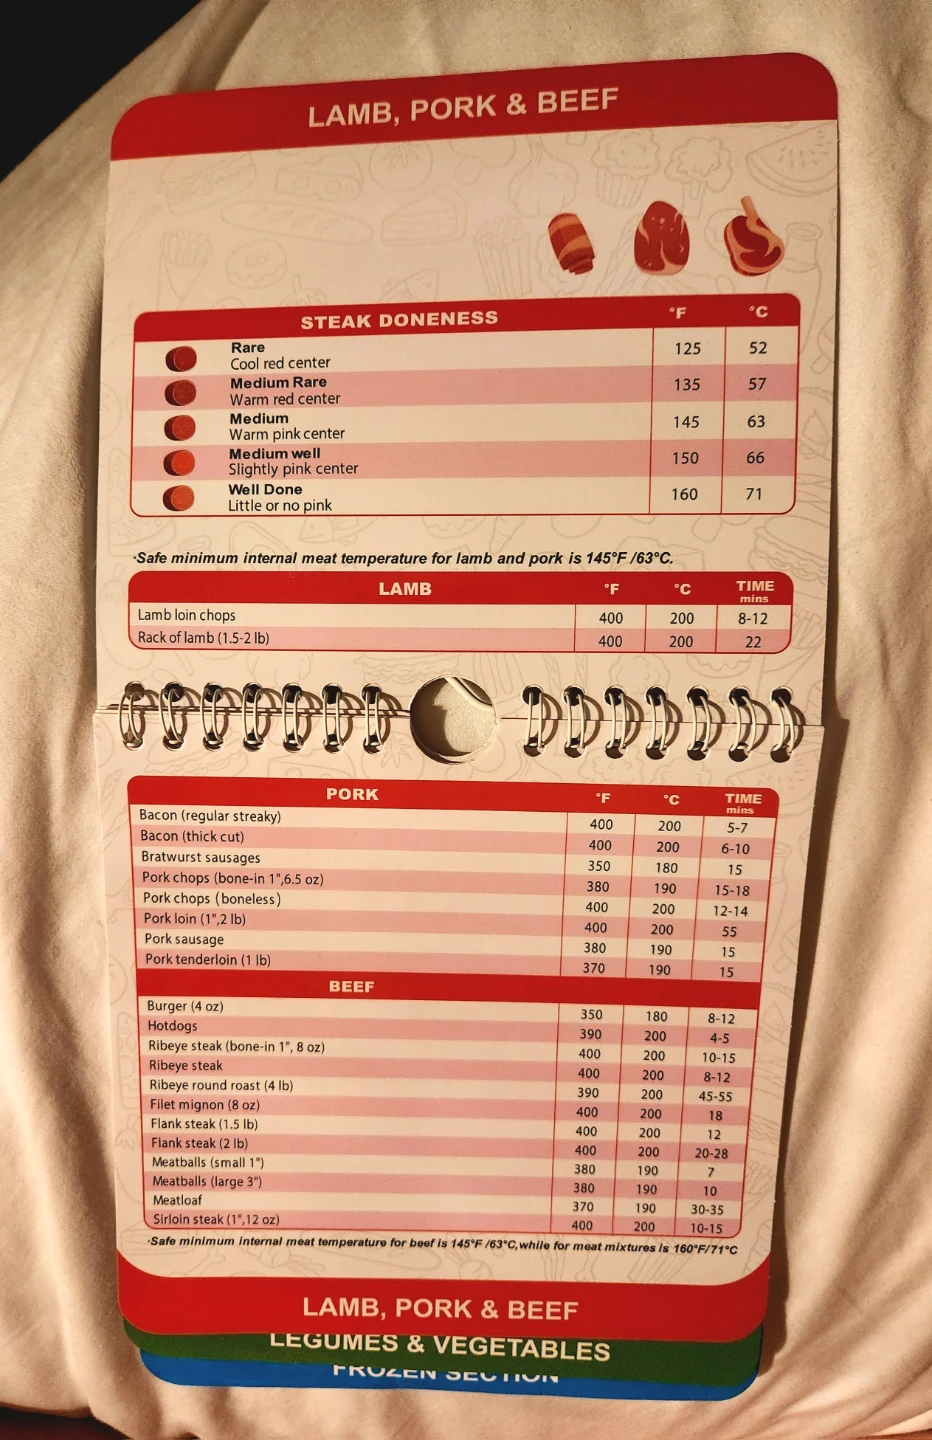 LAMB, PORK & BEEF
STEAK DONENESS °F °C
Rare
Cool red center 125 52
Medium Rare
Warm red center 135 57
Medium
Warm pink center 145 63
Medium well
Slightly pink center 150 66
Well Done
Little or no pink 160 71
·Safe minimum internal meat temperature for lamb and pork is 145°F /63°C.
LAMB °F °C TIME mins
Lamb loin chops 400 200 8-12
Rack of lamb (1.5-2 lb) 400 200 22
PORK °F °C TIME mins
Bacon (regular streaky) 400 200 5-7
Bacon (thick cut) 400 200 6-10
Bratwurst sausages 350 180 15
Pork chops (bone-in 1",6.5 oz) 380 190 15-18
Pork chops (boneless) 400 200 12-14
Pork loin (1",2 lb) 400 200 55
Pork sausage 380 190 15
Pork tenderloin (1 lb) 370 190 15
BEEF
Burger (4 oz) 350 180 8-12
Hotdogs 390 200 4-5
Ribeye steak (bone-in 1", 8 oz) 400 200 10-15
Ribeye steak 400 200 8-12
Ribeye round roast (4 lb) 390 200 45-55
Filet mignon (8 oz) 400 200 18
Flank steak (1.5 lb) 400 200 12
Flank steak (2 lb) 400 200 20-28
Meatballs (small 1") 380 190 7
Meatballs (large 3") 380 190 10
Meatloaf 370 190 30-35
Sirloin steak (1",12 oz) 400 200 10-15
·Safe minimum internal meat temperature for beef is 145°F /63°C,while for meat mixtures is 160°F/71°C
LAMB, PORK & BEEF
LEGUMES & VEGETABLES
FROZEN SECTION